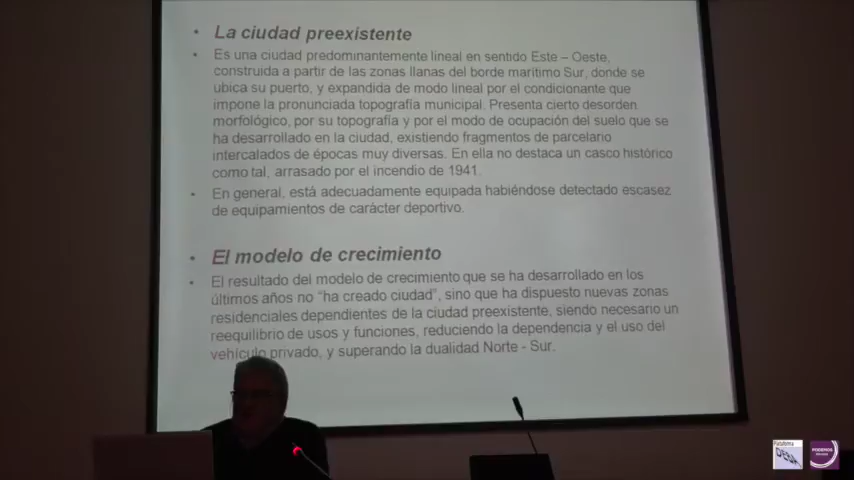 • La ciudad preexistente
• Es una ciudad predominantemente lineal en sentido Este – Oeste,
construida a partir de las zonas llanas del borde marítimo Sur, donde se
ubica su puerto, y expandida de modo lineal por el condicionante que
impone la pronunciada topografía municipal. Presenta cierto desorden
morfológico, por su topografía y por el modo de ocupación del suelo que se
ha desarrollado en la ciudad, existiendo fragmentos de parcelario
intercalados de épocas muy diversas. En ella no destaca un casco histórico
como tal, arrasado por el incendio de 1941.
• En general, está adecuadamente equipada habiéndose detectado escasez
de equipamientos de carácter deportivo.
• El modelo de crecimiento
• El resultado del modelo de crecimiento que se ha desarrollado en los
últimos años no "ha creado ciudad", sino que ha dispuesto nuevas zonas
residenciales dependientes de la ciudad preexistente, siendo necesario un
reequilibrio de usos y funciones, reduciendo la dependencia y el uso del
vehículo privado, y superando la dualidad Norte - Sur.
Plataforma
DEBA
PODEMOS